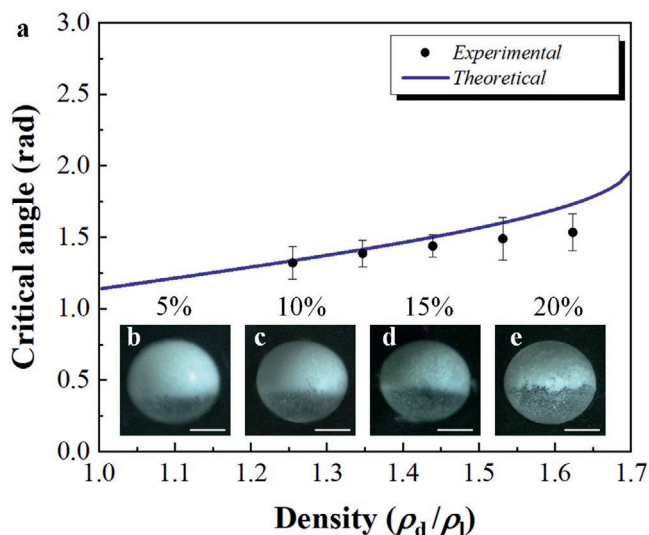 a
Experimental
Theoretical
3.0
2.5
2.0
1.5
1.0
0.5
0.0
Critical angle (rad)
5% 10% 15% 20%
b c d e
1.0 1.1 1.2 1.3 1.4 1.5 1.6 1.7
Density (ρd/ρl)